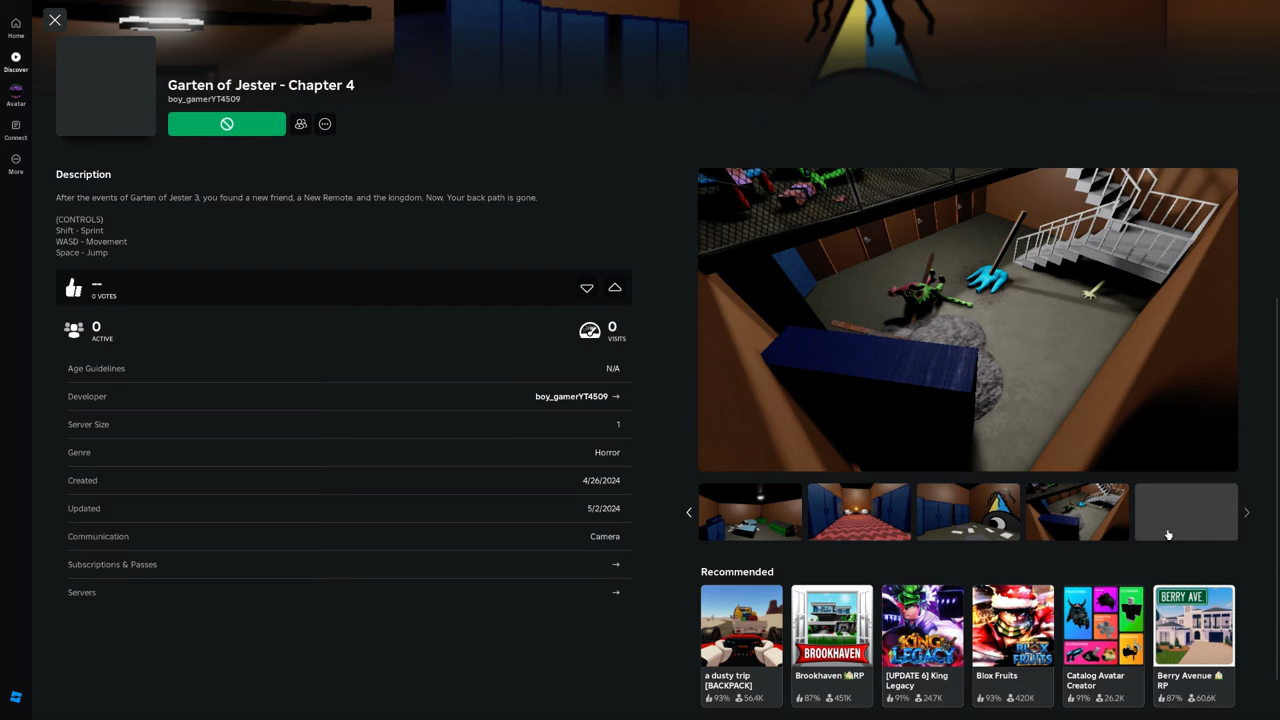 Home
Discover
Avatar
Connect
More
Garten of Jester - Chapter 4
boy_gamerYT4509
Description
After the events of Garten of Jester 3, you found a new friend, a New Remote. and the kingdom. Now. Your back path is gone.
(CONTROLS)
Shift - Sprint
WASD - Movement
Space - Jump
--
0 VOTES
0
ACTIVE
0
VISITS
Age Guidelines N/A
Developer boy_gamerYT4509 →
Server Size 1
Genre Horror
Created 4/26/2024
Updated 5/2/2024
Communication Camera
Subscriptions & Passes →
Servers →
Recommended
BROOKHAVEN
KING LEGACY
BLOX FRUITS
BERRY AVE.
a dusty trip [BACKPACK]
93% 56.4K
Brookhaven 🏡RP
87% 451K
[UPDATE 6] King Legacy
91% 24.7K
Blox Fruits
93% 420K
Catalog Avatar Creator
91% 26.2K
Berry Avenue 🏠 RP
87% 60.6K